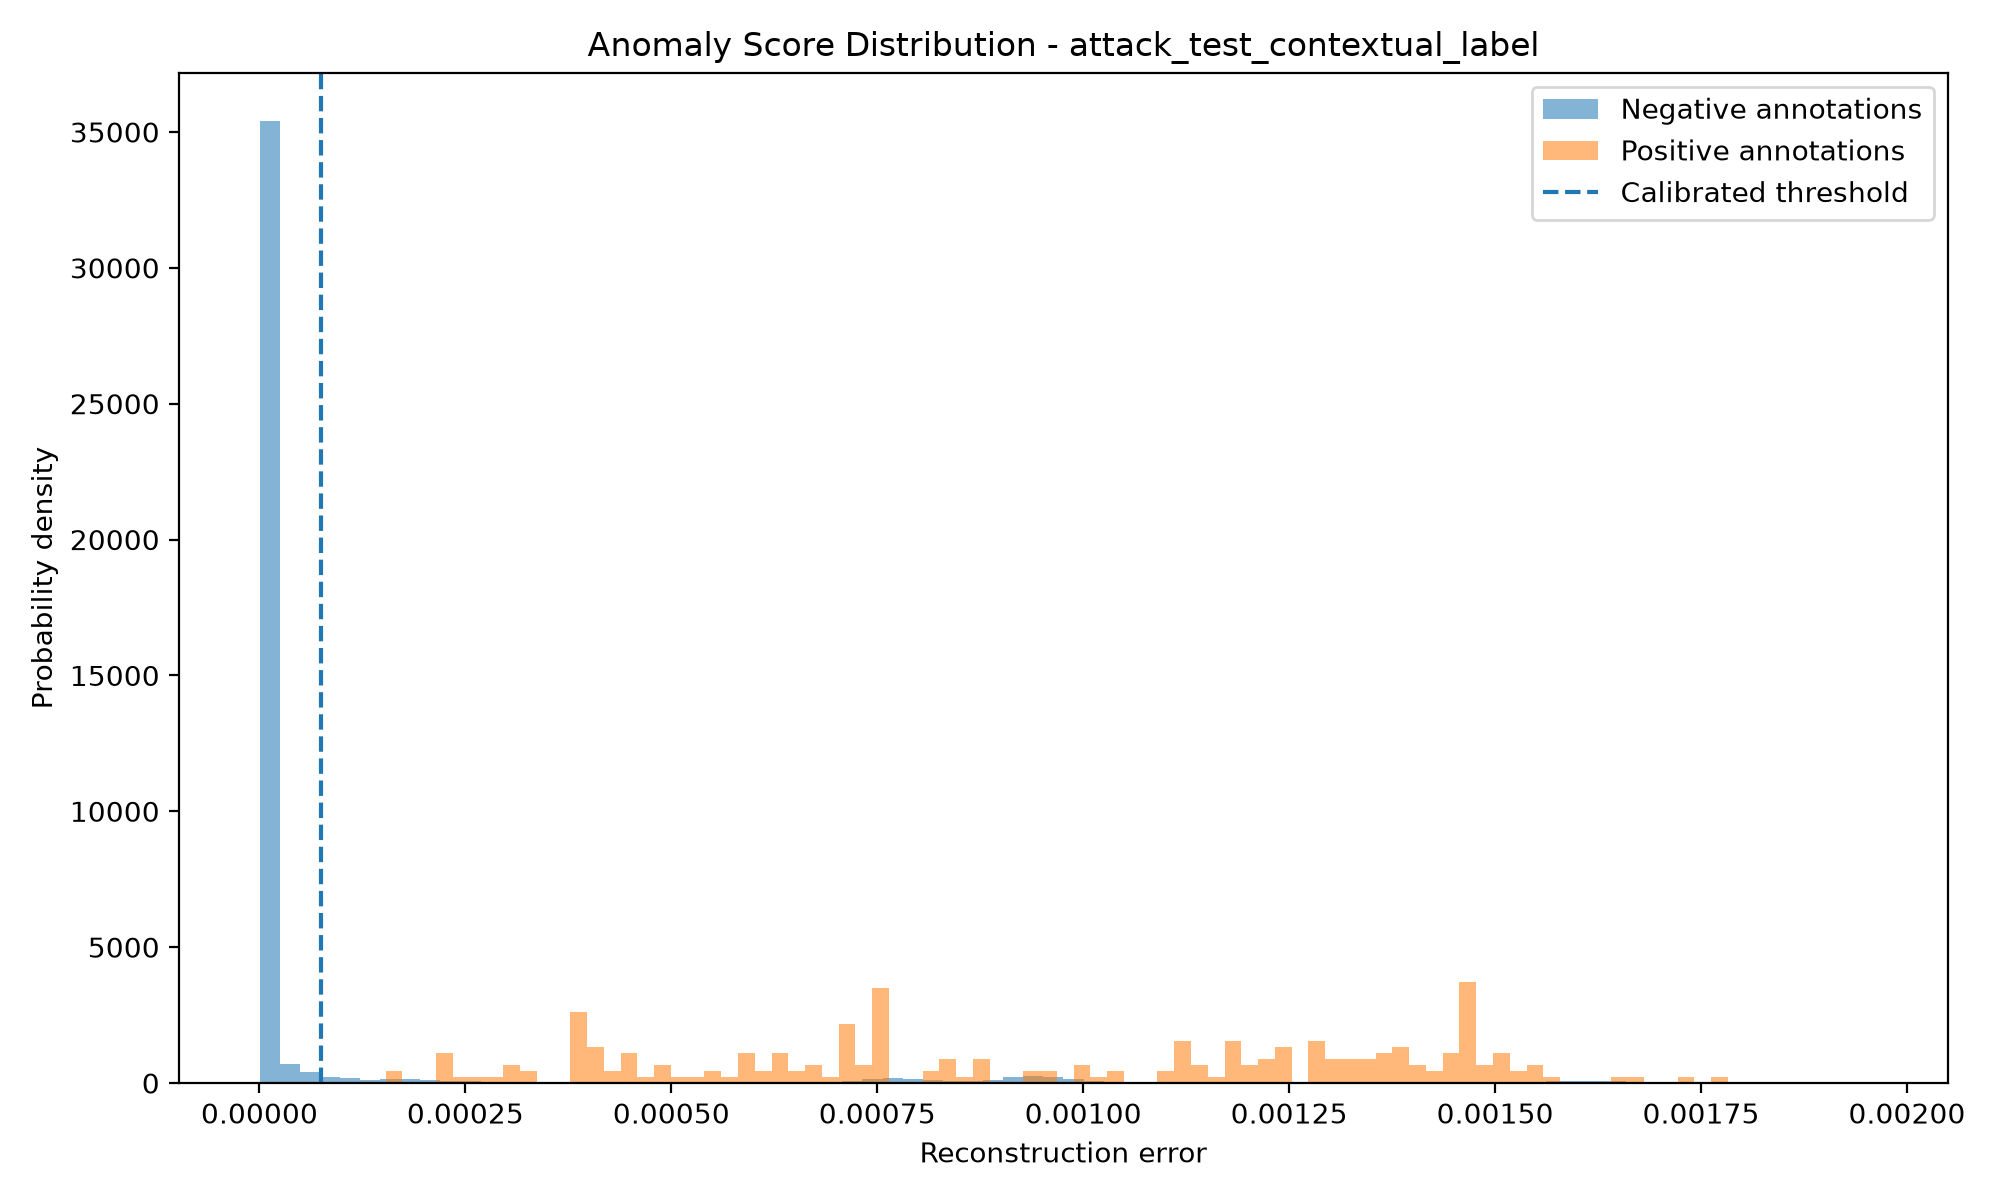 Anomaly Score Distribution - attack_test_contextual_label
Negative annotations
Positive annotations
Calibrated threshold
Probability density
35000
30000
25000
20000
15000
10000
5000
0
0.00000 0.00025 0.00050 0.00075 0.00100 0.00125 0.00150 0.00175 0.00200
Reconstruction error